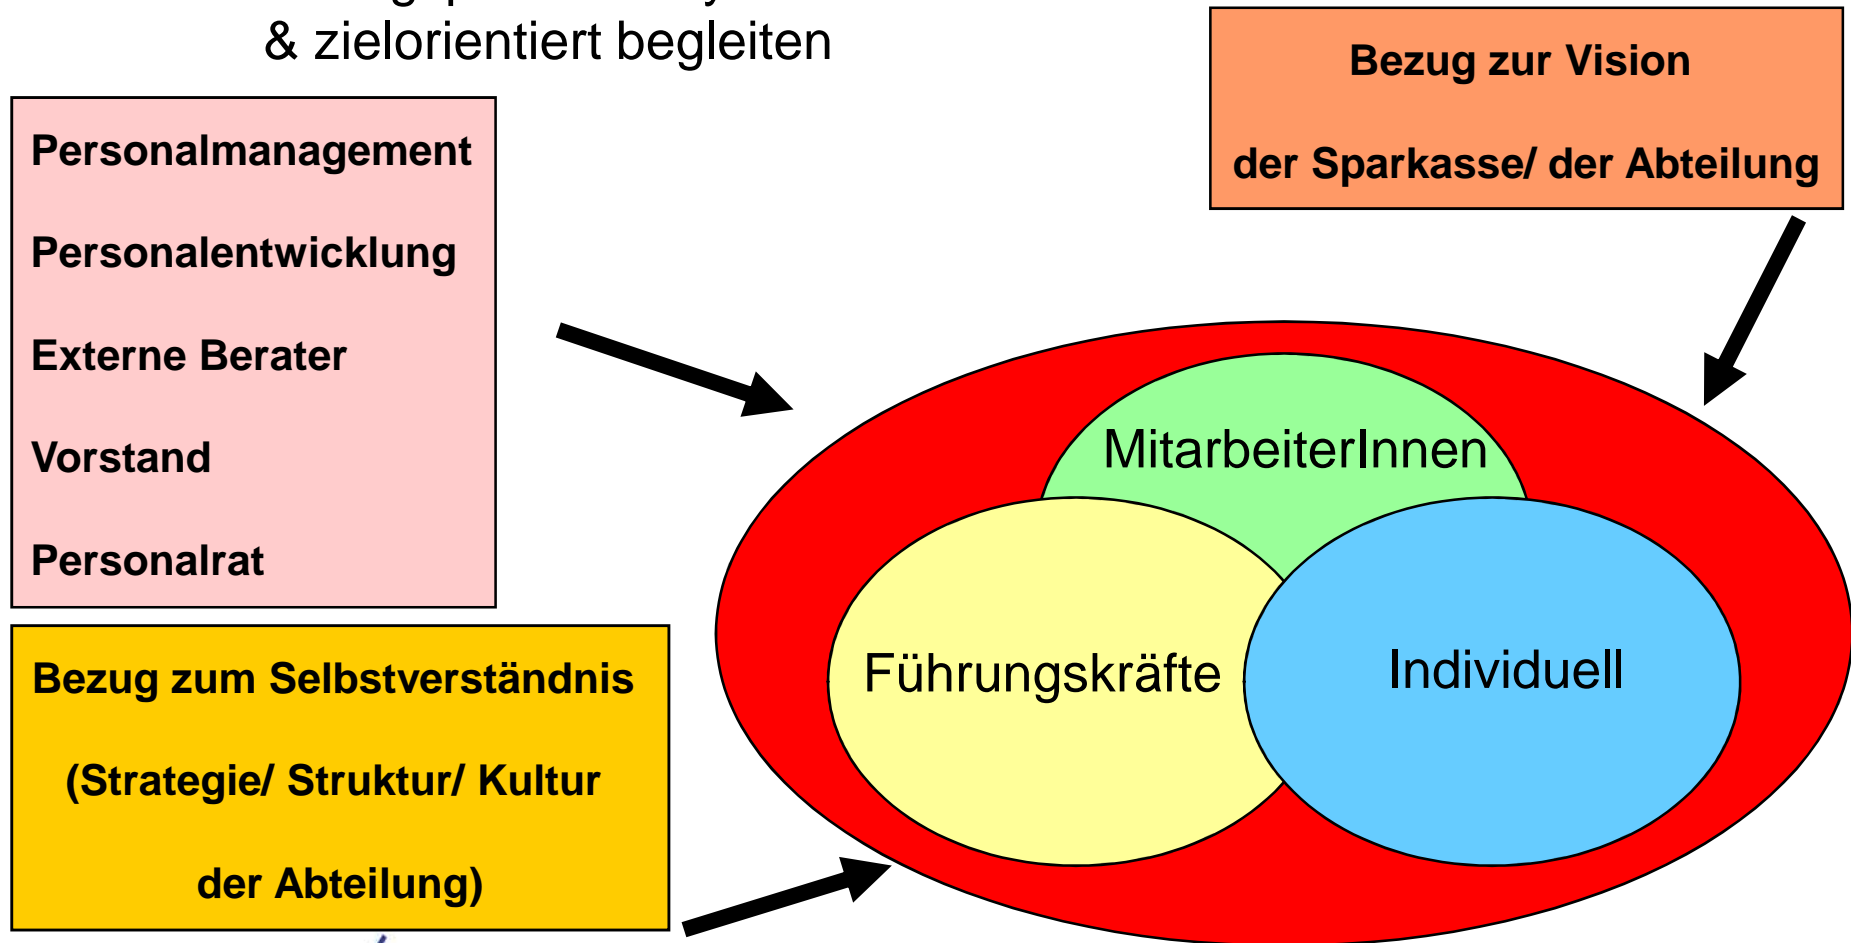 & zielorientiert begleiten
Bezug zur Vision
der Sparkasse/ der Abteilung
Personalmanagement
Personalentwicklung
Externe Berater
Vorstand
Personalrat
Bezug zum Selbstverständnis
(Strategie/ Struktur/ Kultur
der Abteilung)
MitarbeiterInnen
Führungskräfte
Individuell